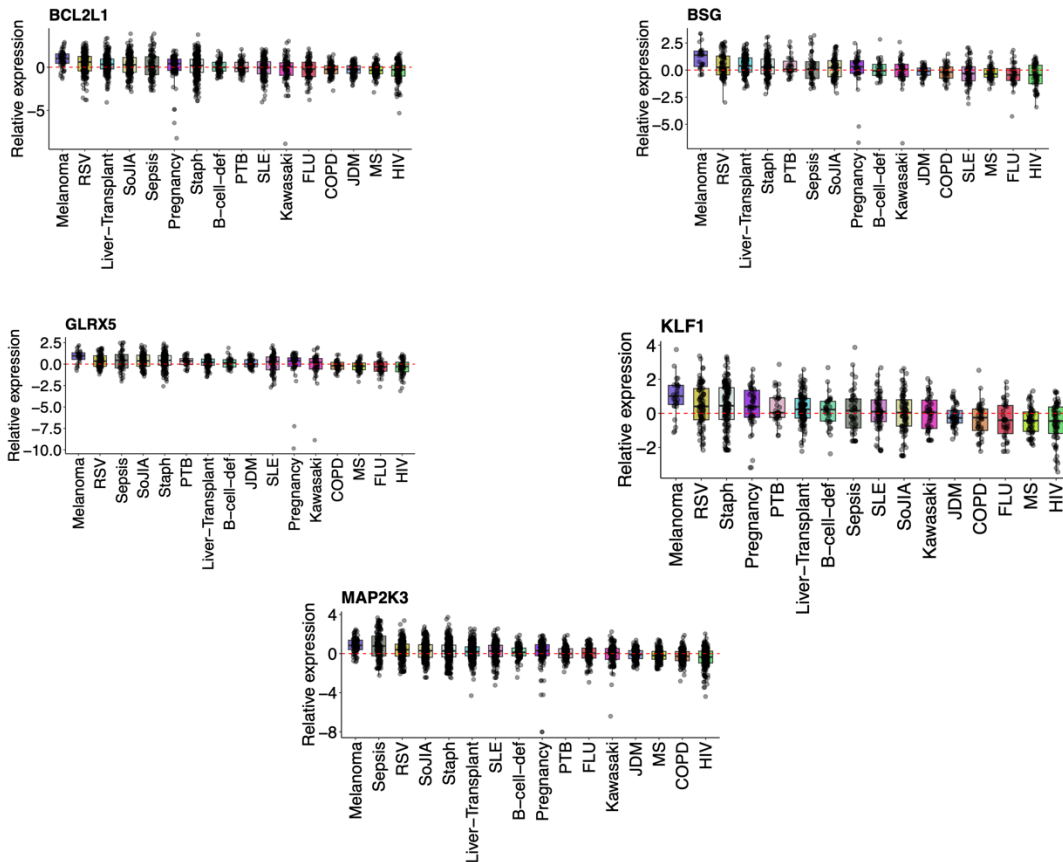 BCL2L1
Relative expression
0
−5
Melanoma
RSV
Liver−Transplant
SoJIA
Sepsis
Pregnancy
Staph
B−cell−def
PTB
SLE
Kawasaki
FLU
COPD
JDM
MS
HIV
BSG
Relative expression
2.5
0.0
−2.5
−5.0
Melanoma
RSV
Liver−Transplant
Staph
PTB
Sepsis
SoJIA
Pregnancy
B−cell−def
Kawasaki
JDM
COPD
SLE
MS
FLU
HIV
GLRX5
Relative expression
2.5
0.0
−2.5
−5.0
−7.5
−10.0
Melanoma
RSV
Sepsis
SoJIA
Staph
PTB
Liver−Transplant
B−cell−def
JDM
SLE
Pregnancy
Kawasaki
COPD
MS
FLU
HIV
KLF1
Relative expression
4
2
0
−2
Melanoma
RSV
Staph
Pregnancy
PTB
Liver−Transplant
B−cell−def
Sepsis
SLE
SoJIA
Kawasaki
JDM
COPD
FLU
MS
HIV
MAP2K3
Relative expression
4
0
−4
−8
Melanoma
Sepsis
RSV
SoJIA
Staph
Liver−Transplant
SLE
B−cell−def
Pregnancy
PTB
FLU
Kawasaki
JDM
MS
COPD
HIV